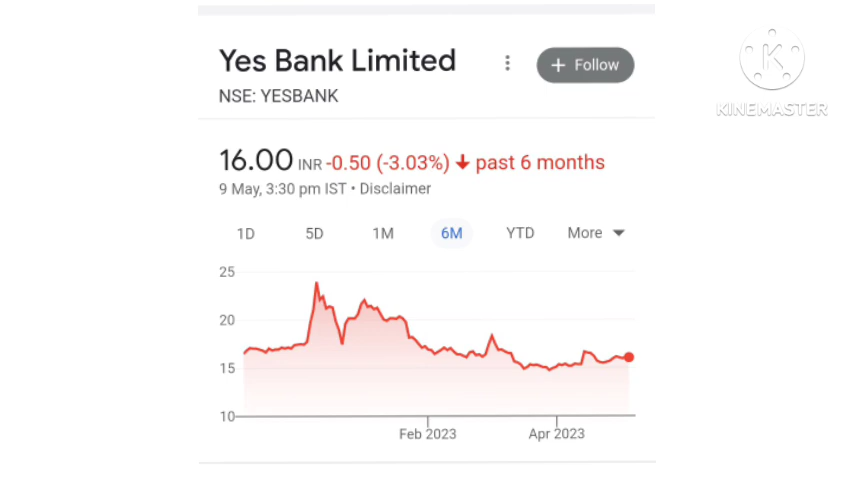 Yes Bank Limited
+ Follow
NSE: YESBANK
K
KINEMASTER
16.00 INR -0.50 (-3.03%) ↓ past 6 months
9 May, 3:30 pm IST • Disclaimer
1D 5D 1M 6M YTD More
25
20
15
10
Feb 2023 Apr 2023